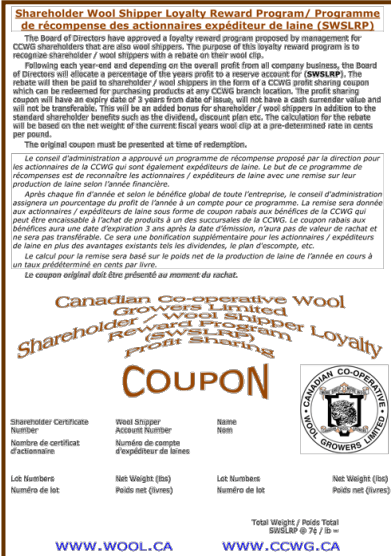 Shareholder Wool Shipper Loyalty Reward Program/ Programme
de récompense des actionnaires expéditeur de laine (SWSLRP)
The Board of Directors have approved a loyalty reward program proposed by management for
CCWG shareholders that are also wool shippers. The purpose of this loyalty reward program is to
recognize shareholder / wool shippers with a rebate on their wool clip.
Following each year-end and depending on the overall profit from all company business, the Board
of Directors will allocate a percentage of the years profit to a reserve account for (SWSLRP). The
rebate will then be paid to shareholder / wool shippers in the form of a CCWG profit sharing coupon
which can be redeemed for purchasing products at any CCWG branch location. The profit sharing
coupon will have an expiry date of 3 years from date of issue, will not have a cash surrender value and
will not be transferable. This will be an added bonus for shareholder / wool shippers in addition to the
standard shareholder benefits such as the dividend, discount plan etc. The calculation for the rebate
will be based on the net weight of the current fiscal years wool clip at a pre-determined rate in cents
per pound.
The original coupon must be presented at time of redemption.
Le conseil d'administration a approuvé un programme de récompense proposé par la direction pour
les actionnaires de la CCWG qui sont également expéditeurs de laine. Le but de ce programme de
récompenses est de reconnaître les actionnaires / expéditeurs de laine avec une remise sur leur
production de laine selon l'année financière.
Après chaque fin d'année et selon le bénéfice global de toute l'entreprise, le conseil d'administration
assignera un pourcentage du profit de l'année à un compte pour ce programme. La remise sera donnée
aux actionnaires / expéditeurs de laine sous forme de coupon rabais aux bénéfices de la CCWG qui
peut être encaissable à l'achat de produits à un des succursales de la CCWG. Le coupon rabais aux
bénéfices aura une date d'expiration 3 ans après la date d'émission, n'aura pas de valeur de rachat et
ne sera pas transférable. Ce sera une bonification supplémentaire pour les actionnaires / expéditeurs
de laine en plus des avantages existants tels les dividendes, le plan d'escompte, etc.
Le calcul pour la remise sera basé sur le poids net de la production de laine de l'année en cours à
un taux prédéterminé en cents par livre.
Le coupon original doit être présenté au moment du rachat.
Canadian Co-operative Wool
Growers Limited
Shareholder / Wool Shipper Loyalty
Reward Program
(SWSLRP)
Profit Sharing
COUPON
CANADIAN CO-OPERATIVE
WOOL GROWERS LIMITED
Shareholder Certificate Wool Shipper Name
Number Account Number Nom
Nombre de certificat Numéro de compte
d'actionnaire d'expéditeur de laines
Lot Numbers Net Weight (lbs) Lot Numbers Net Weight (lbs)
Numéro de lot Poids net (livres) Numéro de lot Poids net (livres)
Total Weight / Poids Total
SWSLRP @ 7¢ / lb =
WWW.WOOL.CA WWW.CCWG.CA